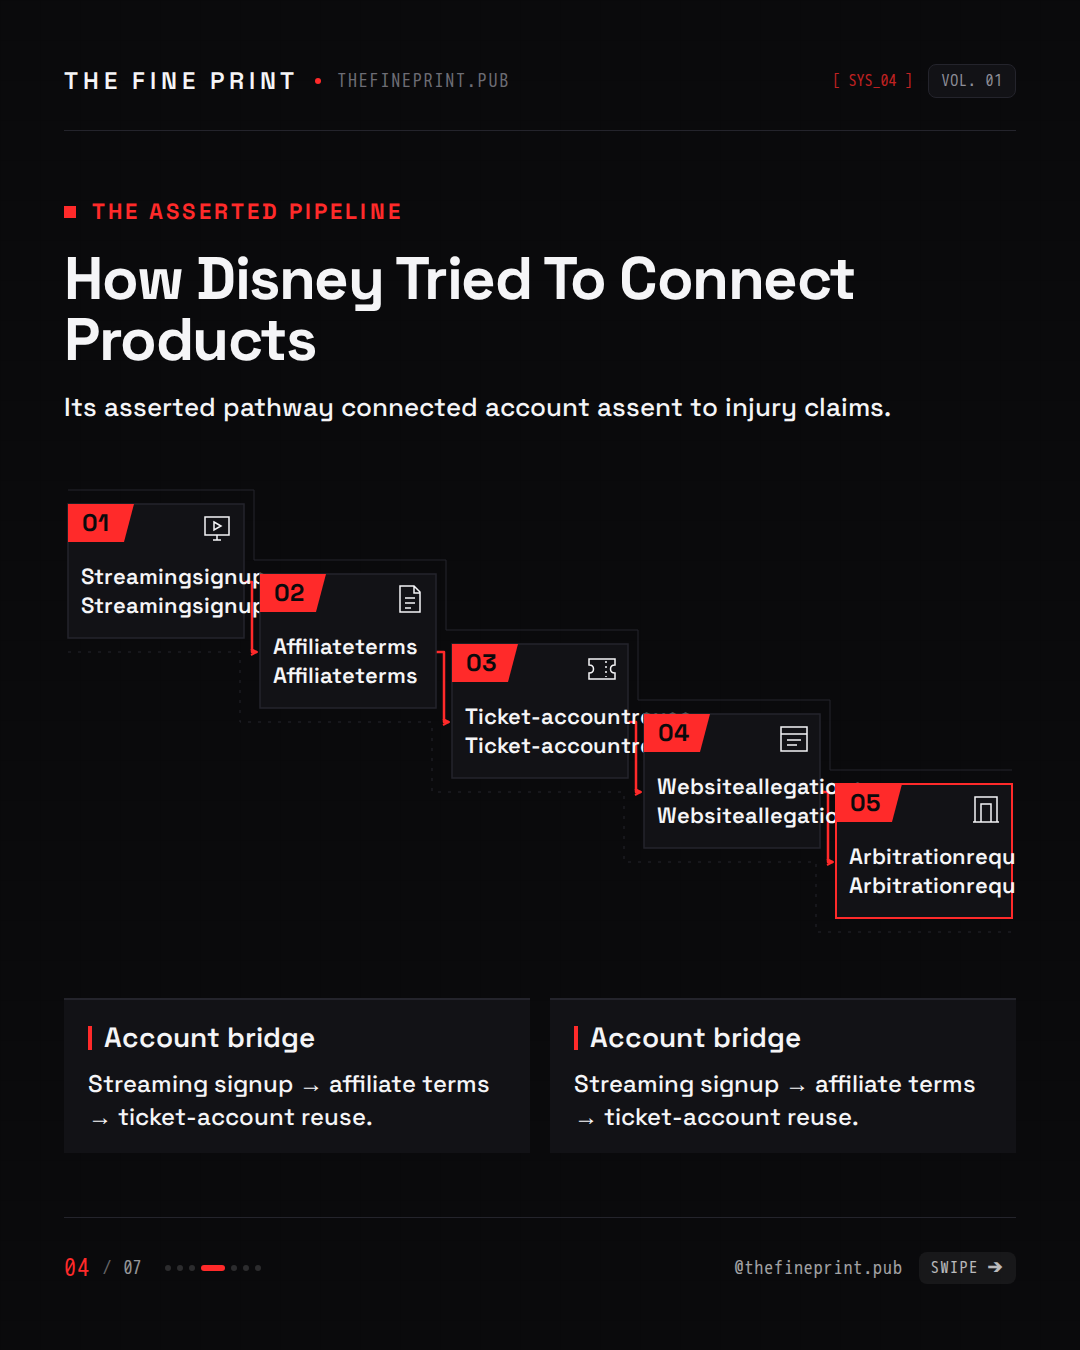 THE FINE PRINT • THEFINEPRINT.PUB
[ SYS_04 ] VOL. 01
THE ASSERTED PIPELINE
How Disney Tried To Connect
Products
Its asserted pathway connected account assent to injury claims.
01
Streamingsignup
Streamingsignup
02
Affiliateterms
Affiliateterms
03
Ticket-accountr
Ticket-accountr
04
Websiteallegatio
Websiteallegatio
05
Arbitrationrequ
Arbitrationrequ
Account bridge
Streaming signup → affiliate terms
→ ticket-account reuse.
Account bridge
Streaming signup → affiliate terms
→ ticket-account reuse.
04 / 07
@thefineprint.pub SWIPE ➔